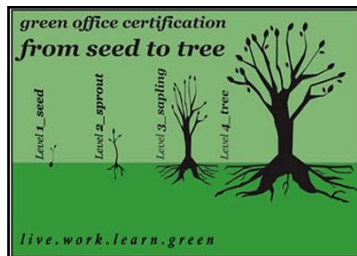 green office certification
from seed to tree
Level 1_seed
Level 2_sprout
Level 3_sapling
Level 4_tree
live.work.learn.green